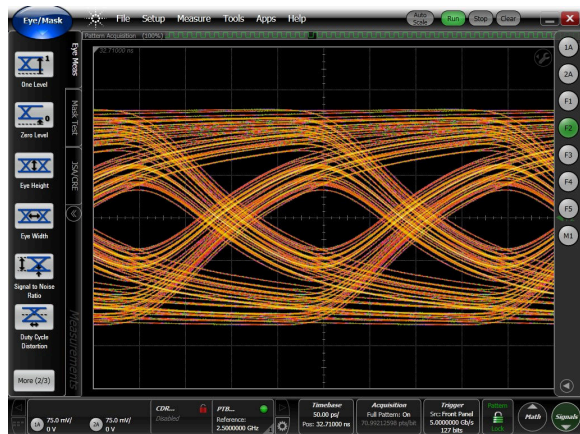 Eye/Mask
File Setup Measure Tools Apps Help
Auto Scale
Run
Stop
Clear
Pattern Acquisition (100%)
32.71000 ns
Eye Meas
Mask Test
JSA/CRE
One Level
Zero Level
Eye Height
Eye Width
Signal to Noise
Ratio
Duty Cycle
Distortion
More (2/3)
Measurements
1A
2A
F1
F2
F3
F4
F5
M1
1A 75.0 mV/
0 V
2A 75.0 mV/
0 V
CDR...
Disabled
PTB...
Reference:
2.5000000 GHz
Timebase
50.00 ps/
Pos: 32.71000 ns
Acquisition
Full Pattern: On
70.99212598 pts/bit
Trigger
Src: Front Panel
5.0000000 Gb/s
127 bits
Pattern
Lock
Math
Signals